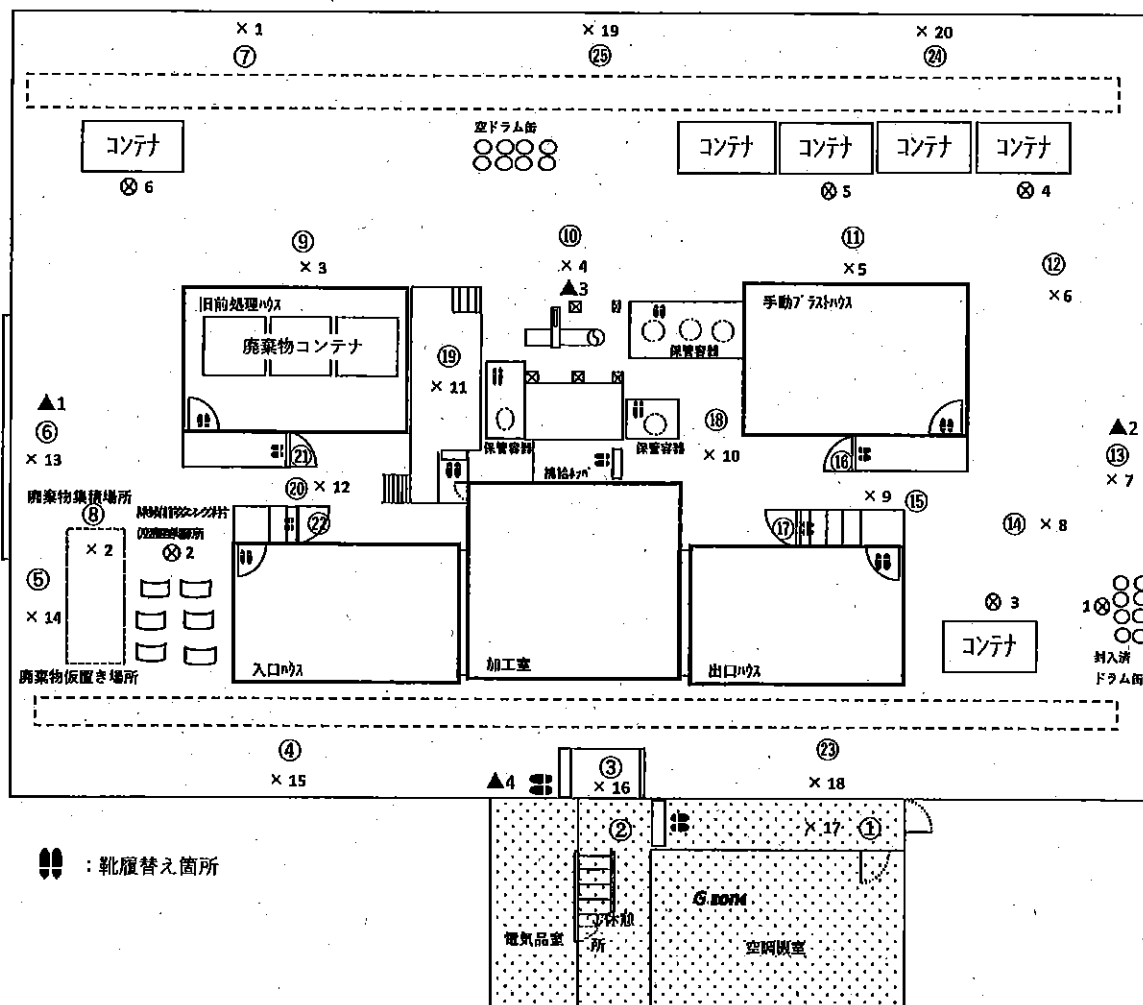 × 1
× 19
× 20
⑦
㉕
㉔
コンテナ
空ドラム缶
コンテナ
コンテナ
コンテナ
コンテナ
⊗ 6
⊗ 5
⊗ 4
⑨
⑩
⑪
⑫
× 3
× 4
× 5
× 6
▲3
旧前処理ハウス
手動ブラストハウス
廃棄物コンテナ
⑲
保管容器
× 11
▲1
⑥
⑱
▲2
⑬
× 13
㉑
保管容器
保管容器
× 10
⑯
× 7
⑳ × 12
× 9
⑮
廃棄物集積場所
⑧
㉒
⑰
⑭ × 8
× 2
⊗ 2
⑤
× 14
⊗ 3
1⊗
コンテナ
入口ハウス
加工室
出口ハウス
封入済
ドラム缶
廃棄物仮置き場所
④
㉓
× 15
▲4
③
× 16
× 18
②
× 17
①
：靴履替え箇所
G zone
電気品室
所
空調機室